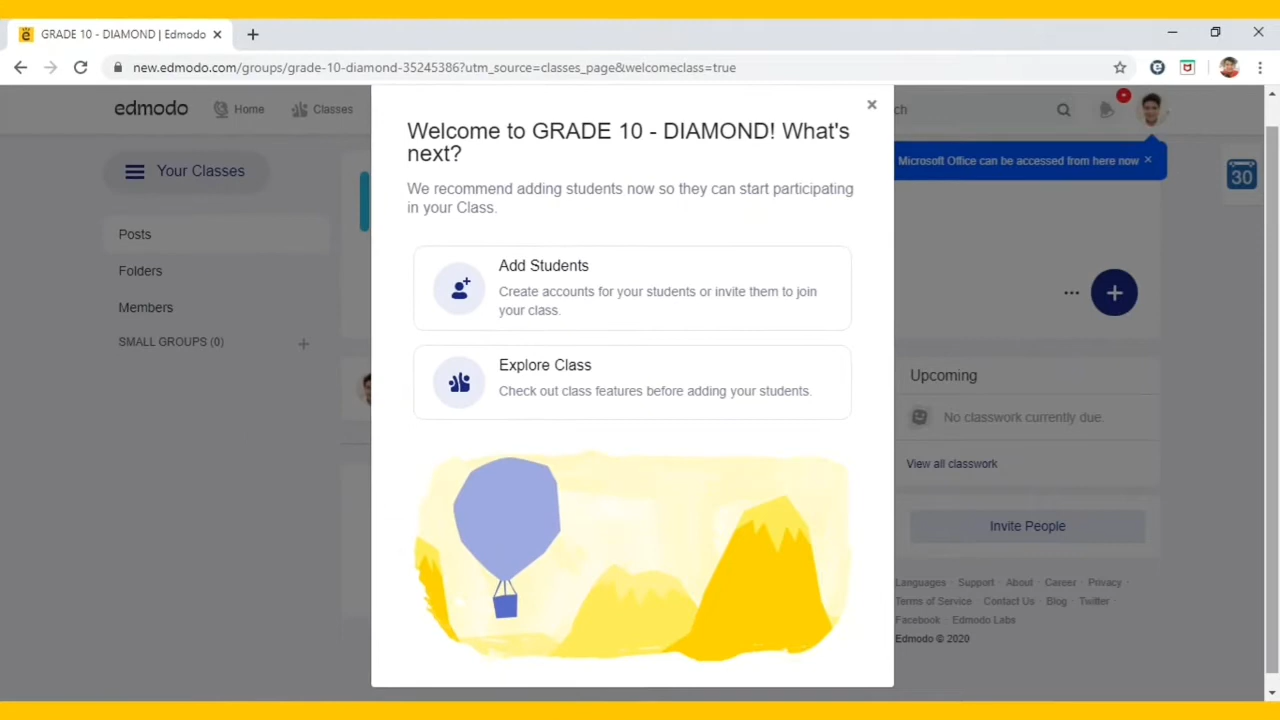 GRADE 10 - DIAMOND | Edmodo
new.edmodo.com/groups/grade-10-diamond-35245386?utm_source=classes_page&welcomeclass=true
edmodo
Home
Classes
ch
Microsoft Office can be accessed from here now
30
Your Classes
Posts
Folders
Members
SMALL GROUPS (0)
Welcome to GRADE 10 - DIAMOND! What's
next?
We recommend adding students now so they can start participating
in your Class.
Add Students
Create accounts for your students or invite them to join
your class.
Explore Class
Check out class features before adding your students.
Upcoming
No classwork currently due.
View all classwork
Invite People
Languages · Support · About · Career · Privacy ·
Terms of Service · Contact Us · Blog · Twitter ·
Facebook · Edmodo Labs
Edmodo © 2020